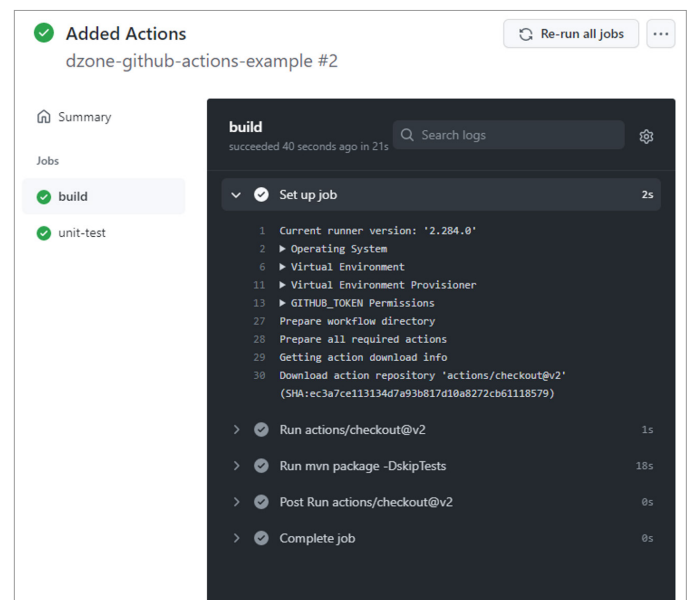 Added Actions
dzone-github-actions-example #2
Re-run all jobs
Summary
Jobs
build
unit-test
build
succeeded 40 seconds ago in 21s
Search logs
Set up job 2s
1 Current runner version: '2.284.0'
2 ▶ Operating System
6 ▶ Virtual Environment
11 ▶ Virtual Environment Provisioner
13 ▶ GITHUB_TOKEN Permissions
27 Prepare workflow directory
28 Prepare all required actions
29 Getting action download info
30 Download action repository 'actions/checkout@v2'
(SHA:ec3a7ce113134d7a93b817d10a8272cb61118579)
Run actions/checkout@v2 1s
Run mvn package -DskipTests 18s
Post Run actions/checkout@v2 0s
Complete job 0s